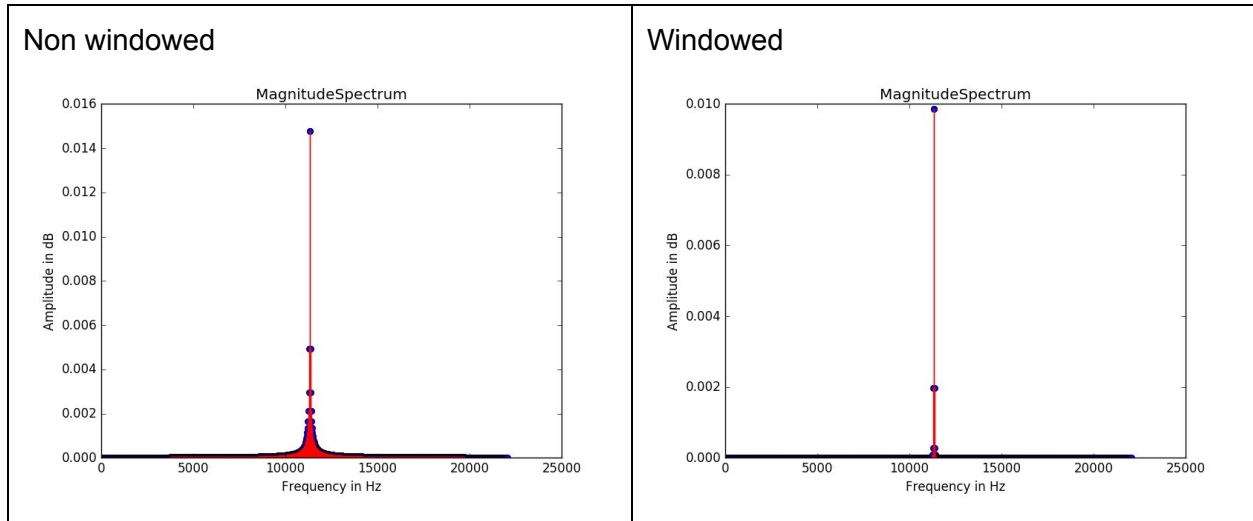 Non windowed
MagnitudeSpectrum
0.016
0.014
0.012
0.010
0.008
0.006
0.004
0.002
0.000
Amplitude in dB
0 5000 10000 15000 20000 25000
Frequency in Hz
Windowed
MagnitudeSpectrum
0.010
0.008
0.006
0.004
0.002
0.000
Amplitude in dB
0 5000 10000 15000 20000 25000
Frequency in Hz